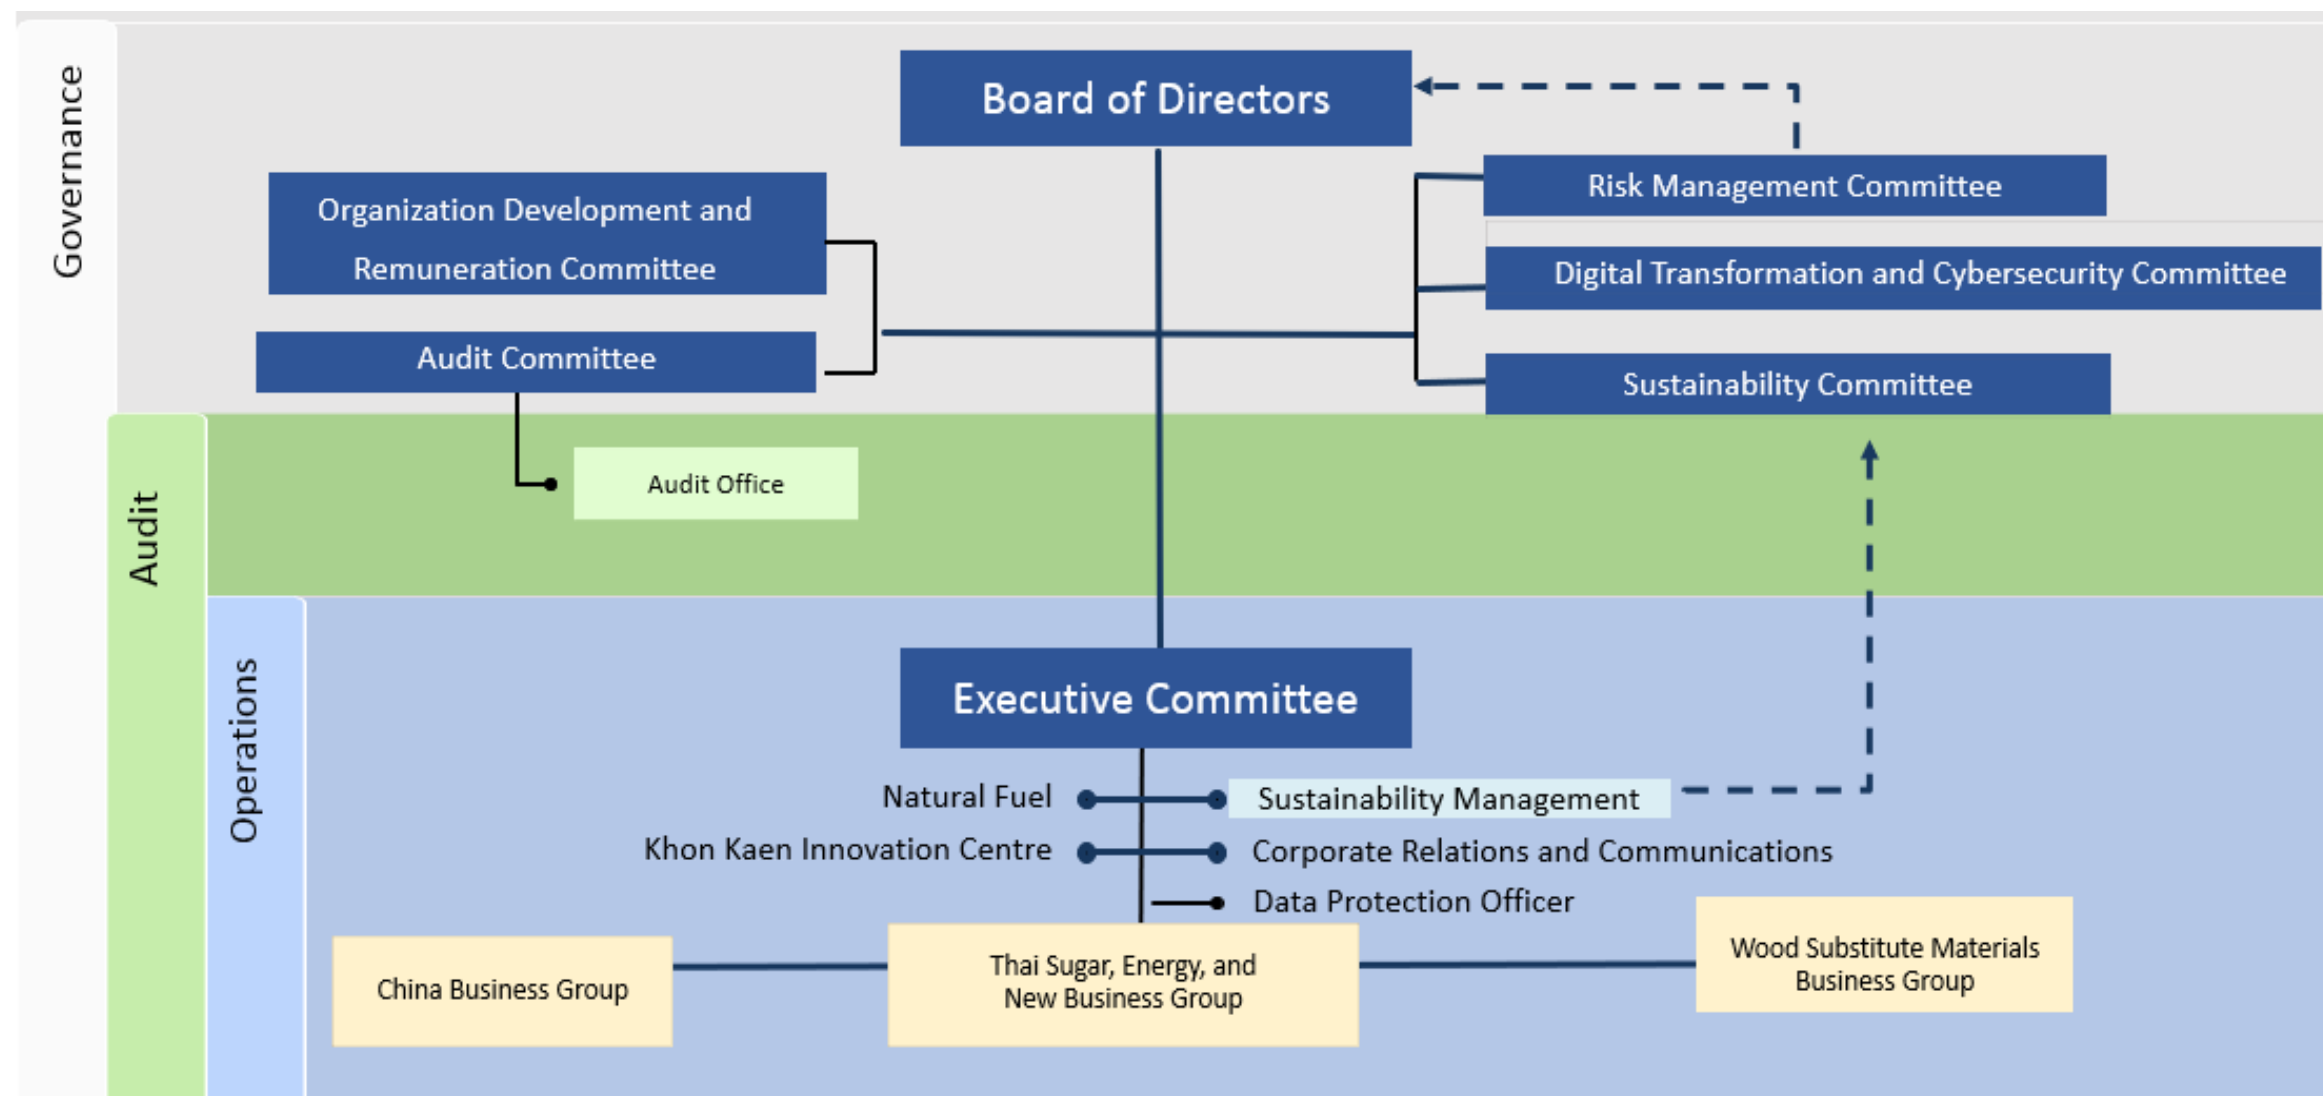 Governance
Board of Directors
Organization Development and
Remuneration Committee
Audit Committee
Risk Management Committee
Digital Transformation and Cybersecurity Committee
Sustainability Committee
Audit
Audit Office
Operations
Executive Committee
Natural Fuel
Sustainability Management
Khon Kaen Innovation Centre
Corporate Relations and Communications
Data Protection Officer
China Business Group
Thai Sugar, Energy, and
New Business Group
Wood Substitute Materials
Business Group